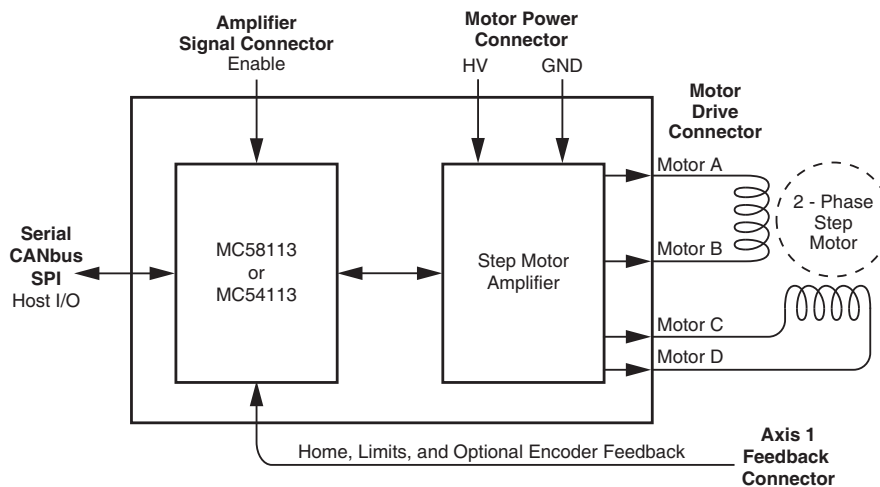 Amplifier
Signal Connector
Enable
Motor Power
Connector
HV
GND
Motor
Drive
Connector
Motor A
2 - Phase
Step
Motor
Serial
CANbus
SPI
Host I/O
MC58113
or
MC54113
Step Motor
Amplifier
Motor B
Motor C
Motor D
Home, Limits, and Optional Encoder Feedback
Axis 1
Feedback
Connector